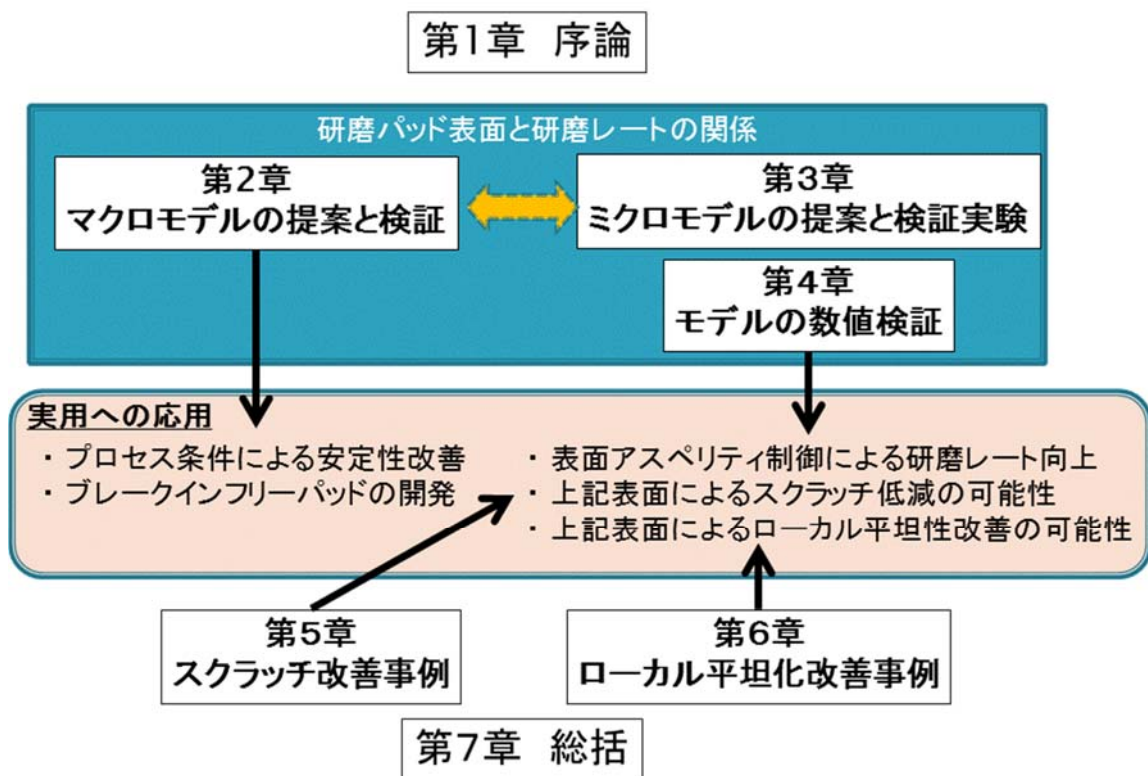 第1章 序論
研磨パッド表面と研磨レートの関係
第2章
マクロモデルの提案と検証
第3章
ミクロモデルの提案と検証実験
第4章
モデルの数値検証
実用への応用
・プロセス条件による安定性改善
・ブレークインフリーパッドの開発
・表面アスペリティ制御による研磨レート向上
・上記表面によるスクラッチ低減の可能性
・上記表面によるローカル平坦性改善の可能性
第5章
スクラッチ改善事例
第6章
ローカル平坦化改善事例
第7章 総括